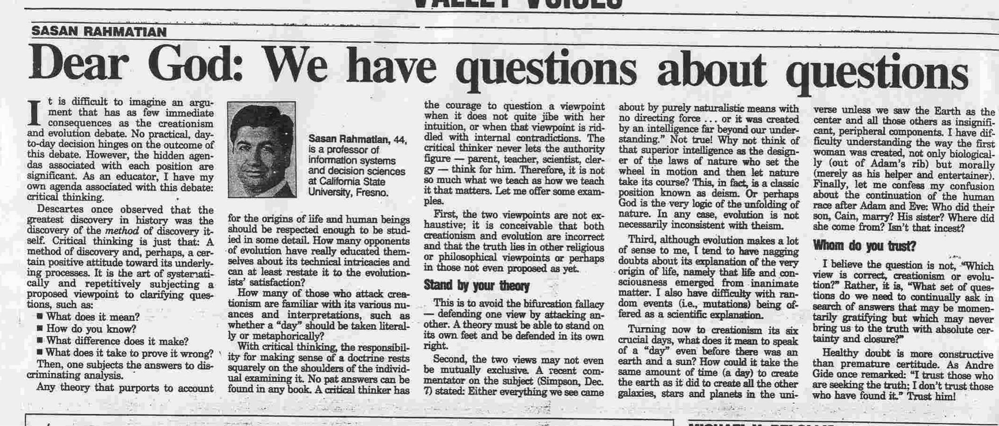 VALLEY VOICES
SASAN RAHMATIAN
Dear God: We have questions about questions
It is difficult to imagine an argu-
ment that has as few immediate
consequences as the creationism
and evolution debate. No practical, day-
to-day decision hinges on the outcome of
this debate. However, the hidden agen-
das associated with each position are
significant. As an educator, I have my
own agenda associated with this debate:
critical thinking.
Descartes once observed that the
greatest discovery in history was the
discovery of the method of discovery it-
self. Critical thinking is just that: A
method of discovery and, perhaps, a cer-
tain positive attitude toward its underly-
ing processes. It is the art of systemati-
cally and repetitively subjecting a
proposed viewpoint to clarifying ques-
tions, such as:
■ What does it mean?
■ How do you know?
■ What difference does it make?
■ What does it take to prove it wrong?
Then, one subjects the answers to dis-
criminating analysis.
Any theory that purports to account
Sasan Rahmatian, 44,
is a professor of
information systems
and decision sciences
at California State
University, Fresno.
for the origins of life and human beings
should be respected enough to be stud-
ied in some detail. How many opponents
of evolution have really educated them-
selves about its technical intricacies and
can at least restate it to the evolution-
ists' satisfaction?
How many of those who attack crea-
tionism are familiar with its various nu-
ances and interpretations, such as
whether a "day" should be taken literal-
ly or metaphorically?
With critical thinking, the responsibil-
ity for making sense of a doctrine rests
squarely on the shoulders of the individ-
ual examining it. No pat answers can be
found in any book. A critical thinker has
the courage to question a viewpoint
when it does not quite jibe with her
intuition, or when that viewpoint is rid-
dled with internal contradictions. The
critical thinker never lets the authority
figure — parent, teacher, scientist, cler-
gy — think for him. Therefore, it is not
so much what we teach as how we teach
it that matters. Let me offer some exam-
ples.
First, the two viewpoints are not ex-
haustive; it is conceivable that both
creationism and evolution are incorrect
and that the truth lies in other religious
or philosophical viewpoints or perhaps
in those not even proposed as yet.
Stand by your theory
This is to avoid the bifurcation fallacy
— defending one view by attacking an-
other. A theory must be able to stand on
its own feet and be defended in its own
right.
Second, the two views may not even
be mutually exclusive. A recent com-
mentator on the subject (Simpson, Dec.
7) stated: Either everything we see came
about by purely naturalistic means with
no directing force ... or it was created
by an intelligence far beyond our under-
standing." Not true! Why not think of
that superior intelligence as the design-
er of the laws of nature who set the
wheel in motion and then let nature
take its course? This, in fact, is a classic
position known as deism. Or perhaps
God is the very logic of the unfolding of
nature. In any case, evolution is not
necessarily inconsistent with theism.
Third, although evolution makes a lot
of sense to me, I tend to have nagging
doubts about its explanation of the very
origin of life, namely that life and con-
sciousness emerged from inanimate
matter. I also have difficulty with ran-
dom events (i.e., mutations) being of-
fered as a scientific explanation.
Turning now to creationism its six
crucial days, what does it mean to speak
of a "day" even before there was an
earth and a sun? How could it take the
same amount of time (a day) to create
the earth as it did to create all the other
galaxies, stars and planets in the uni-
verse unless we saw the Earth as the
center and all those others as insignifi-
cant, peripheral components. I have dif-
ficulty understanding the way the first
woman was created, not only biological-
ly (out of Adam's rib) but morally
(merely as his helper and entertainer).
Finally, let me confess my confusion
about the continuation of the human
race after Adam and Eve: Who did their
son, Cain, marry? His sister? Where did
she come from? Isn't that incest?
Whom do you trust?
I believe the question is not, "Which
view is correct, creationism or evolu-
tion?" Rather, it is, "What set of ques-
tions do we need to continually ask in
search of answers that may be momen-
tarily gratifying but which may never
bring us to the truth with absolute cer-
tainty and closure?"
Healthy doubt is more constructive
than premature certitude. As Andre
Gide once remarked: "I trust those who
are seeking the truth; I don't trust those
who have found it." Trust him!